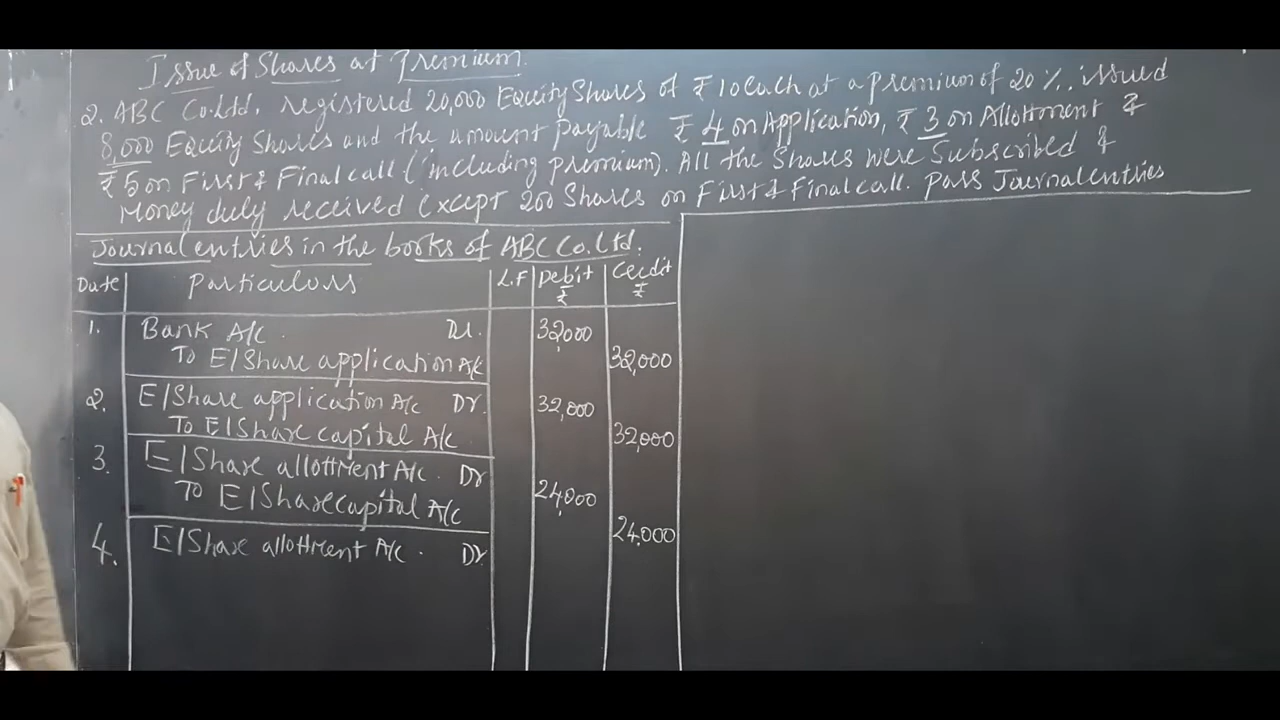 Issue of Shares at Premium.
2. ABC Co.Ltd, registered 20,000 Equity Shares of ₹10 each at a premium of 20%. issued
8,000 Equity Shares and the amount payable ₹ 4 on Application, ₹ 3 on Allottment &
₹ 5 on First & Final call (including premium). All the Shares were Subscribed &
Money duly received Except 200 Shares on First & Final call. Pass Journal entries
Journal entries in the books of ABC Co. Ltd.
Date Particulars L.F Debit ₹ Credit ₹
1. Bank A/c. Dr. 32,000
To E/Share application A/c 32,000
2. E/Share application A/c Dr. 32,000
To E/Share capital A/c 32,000
3. E/Share allottment A/c. Dr 24,000
To E/Share capital A/c 24,000
4. E/Share allottment A/c. Dr